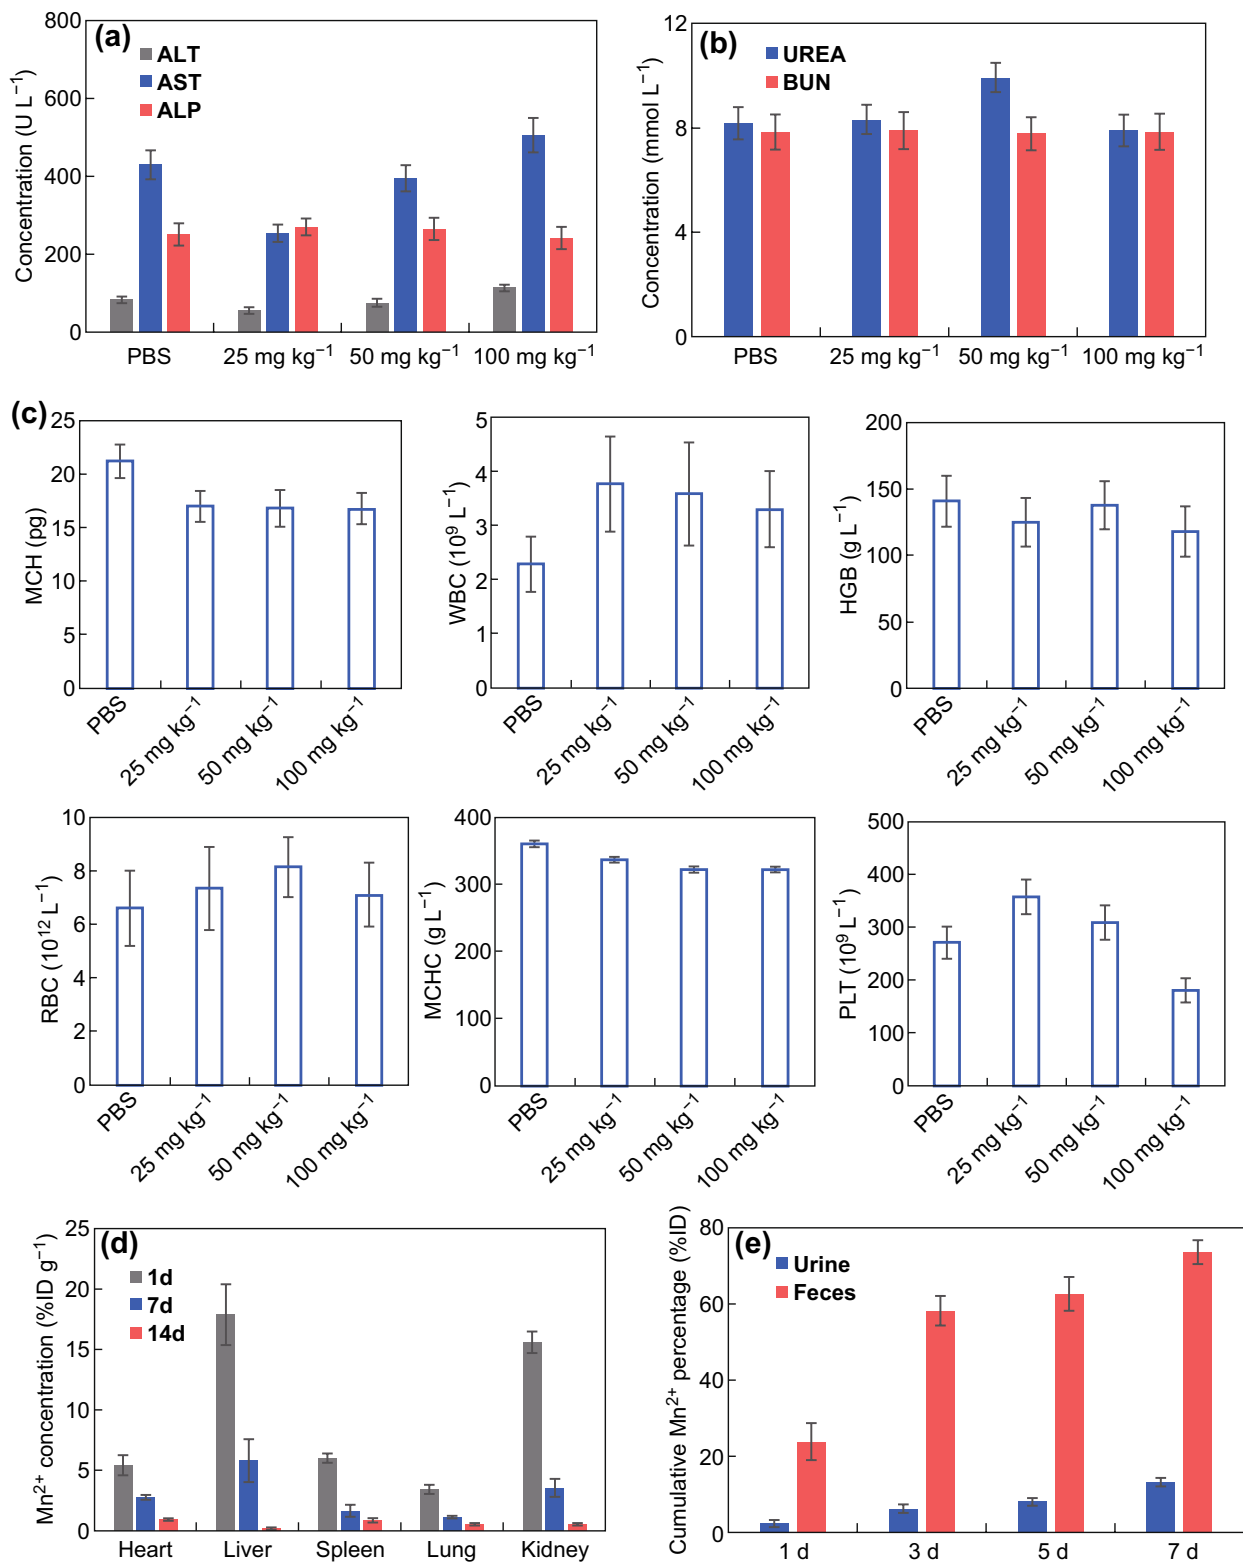 (a)
ALT
AST
ALP
Concentration (U L⁻¹)
800
600
400
200
0
PBS 25 mg kg⁻¹ 50 mg kg⁻¹ 100 mg kg⁻¹
(b)
UREA
BUN
Concentration (mmol L⁻¹)
12
8
4
0
PBS 25 mg kg⁻¹ 50 mg kg⁻¹ 100 mg kg⁻¹
(c)
MCH (pg)
25
20
15
10
5
0
PBS
25 mg kg⁻¹
50 mg kg⁻¹
100 mg kg⁻¹
WBC (10⁹ L⁻¹)
5
4
3
2
1
0
PBS
25 mg kg⁻¹
50 mg kg⁻¹
100 mg kg⁻¹
HGB (g L⁻¹)
200
150
100
50
0
PBS
25 mg kg⁻¹
50 mg kg⁻¹
100 mg kg⁻¹
RBC (10¹² L⁻¹)
10
8
6
4
2
0
PBS
25 mg kg⁻¹
50 mg kg⁻¹
100 mg kg⁻¹
MCHC (g L⁻¹)
400
300
200
100
0
PBS
25 mg kg⁻¹
50 mg kg⁻¹
100 mg kg⁻¹
PLT (10⁹ L⁻¹)
500
400
300
200
100
0
PBS
25 mg kg⁻¹
50 mg kg⁻¹
100 mg kg⁻¹
(d)
1d
7d
14d
Mn²⁺ concentration (%ID g⁻¹)
25
20
15
10
5
0
Heart Liver Spleen Lung Kidney
(e)
Urine
Feces
Cumulative Mn²⁺ percentage (%ID)
80
60
40
20
0
1 d 3 d 5 d 7 d